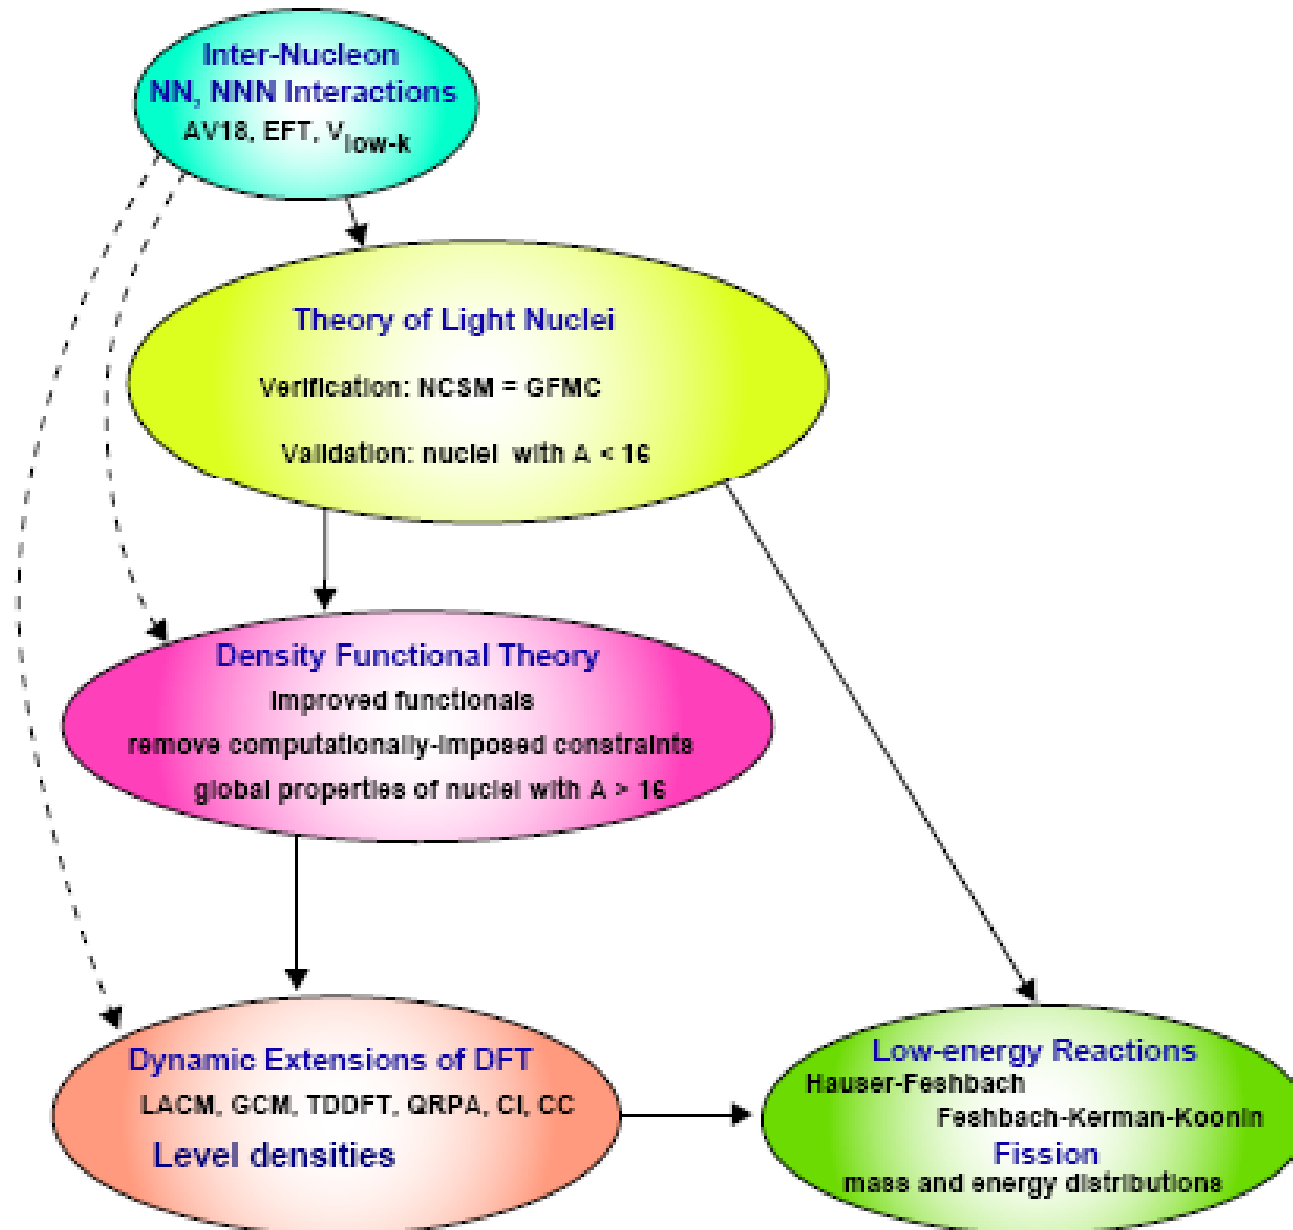 Inter-Nucleon
NN, NNN Interactions
AV18, EFT, Vlow-k
Theory of Light Nuclei
Verification: NCSM = GFMC
Validation: nuclei with A < 16
Density Functional Theory
Improved functionals
remove computationally-imposed constraints
global properties of nuclei with A > 16
Dynamic Extensions of DFT
LACM, GCM, TDDFT, QRPA, CI, CC
Level densities
Low-energy Reactions
Hauser-Feshbach
Feshbach-Kerman-Koonin
Fission
mass and energy distributions